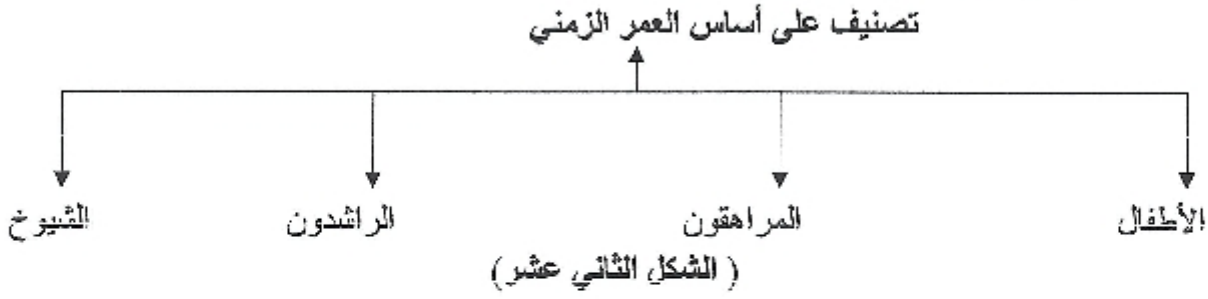 تصنيف على أساس العمر الزمني
الأطفال المراهقون الراشدون الشيوخ
(الشكل الثاني عشر)